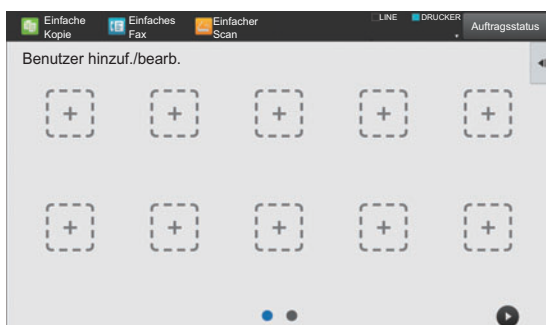 Einfache
Kopie
Einfaches
Fax
Einfacher
Scan
LINE
DRUCKER
Auftragsstatus
Benutzer hinzuf./bearb.